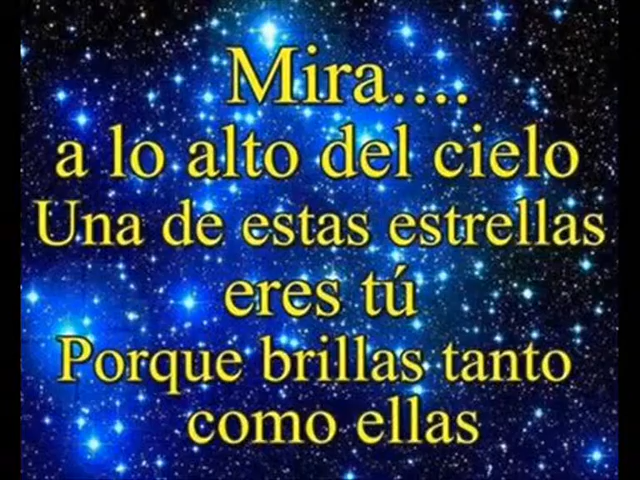 Mira....
a lo alto del cielo
Una de estas estrellas
eres tú
Porque brillas tanto
como ellas